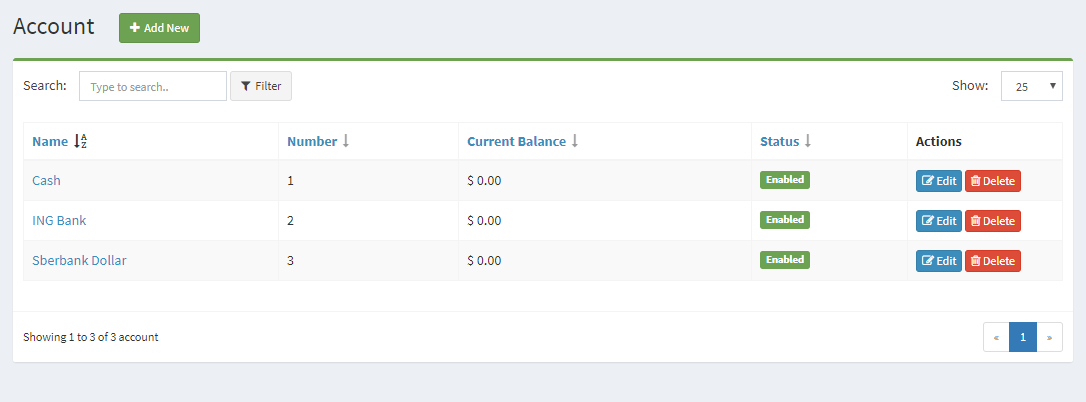 Account Add New
Search: Type to search.. Filter Show: 25
Name Number Current Balance Status Actions
Cash 1 $ 0.00 Enabled Edit Delete
ING Bank 2 $ 0.00 Enabled Edit Delete
Sberbank Dollar 3 $ 0.00 Enabled Edit Delete
Showing 1 to 3 of 3 account « 1 »